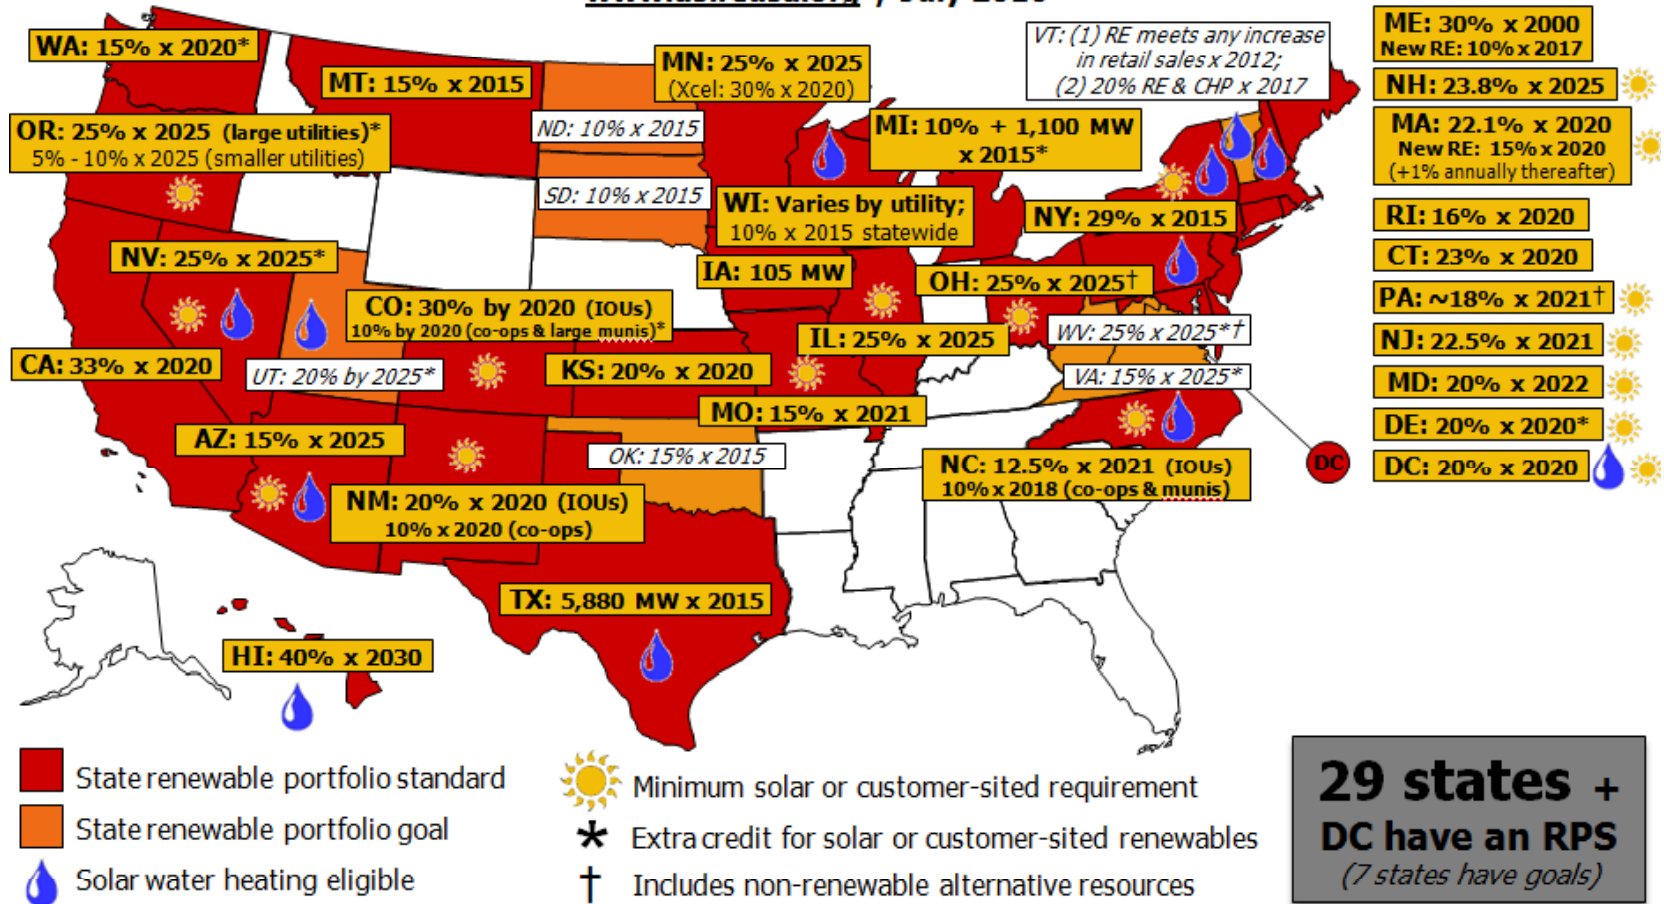 www.dsireusa.org / July 2010
WA: 15% x 2020*
MT: 15% x 2015
MN: 25% x 2025
(Xcel: 30% x 2020)
VT: (1) RE meets any increase
in retail sales x 2012;
(2) 20% RE & CHP x 2017
ME: 30% x 2000
New RE: 10% x 2017
NH: 23.8% x 2025
OR: 25% x 2025 (large utilities)*
5% - 10% x 2025 (smaller utilities)
ND: 10% x 2015
MI: 10% + 1,100 MW
x 2015*
MA: 22.1% x 2020
New RE: 15% x 2020
(+1% annually thereafter)
SD: 10% x 2015
WI: Varies by utility;
10% x 2015 statewide
NY: 29% x 2015
RI: 16% x 2020
CT: 23% x 2020
NV: 25% x 2025*
IA: 105 MW
OH: 25% x 2025†
PA: ~18% x 2021†
CO: 30% by 2020 (IOUs)
10% by 2020 (co-ops & large munis)*
IL: 25% x 2025
WV: 25% x 2025*†
NJ: 22.5% x 2021
CA: 33% x 2020
UT: 20% by 2025*
KS: 20% x 2020
VA: 15% x 2025*
MD: 20% x 2022
MO: 15% x 2021
DE: 20% x 2020*
AZ: 15% x 2025
OK: 15% x 2015
NC: 12.5% x 2021 (IOUs)
10% x 2018 (co-ops & munis)
DC
DC: 20% x 2020
NM: 20% x 2020 (IOUs)
10% x 2020 (co-ops)
TX: 5,880 MW x 2015
HI: 40% x 2030
State renewable portfolio standard
State renewable portfolio goal
Solar water heating eligible
Minimum solar or customer-sited requirement
* Extra credit for solar or customer-sited renewables
† Includes non-renewable alternative resources
29 states +
DC have an RPS
(7 states have goals)